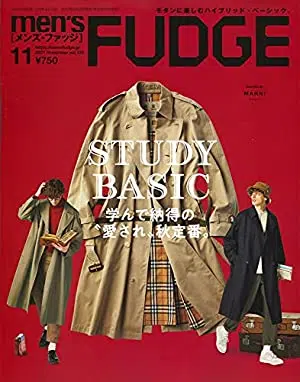 men's
FUDGE
[メンズ・ファッジ]
モダンに楽しむハイブリッド・ベーシック。
11
¥750
MARNI
STUDY
BASIC
学んで納得の
“愛され、秋定番。